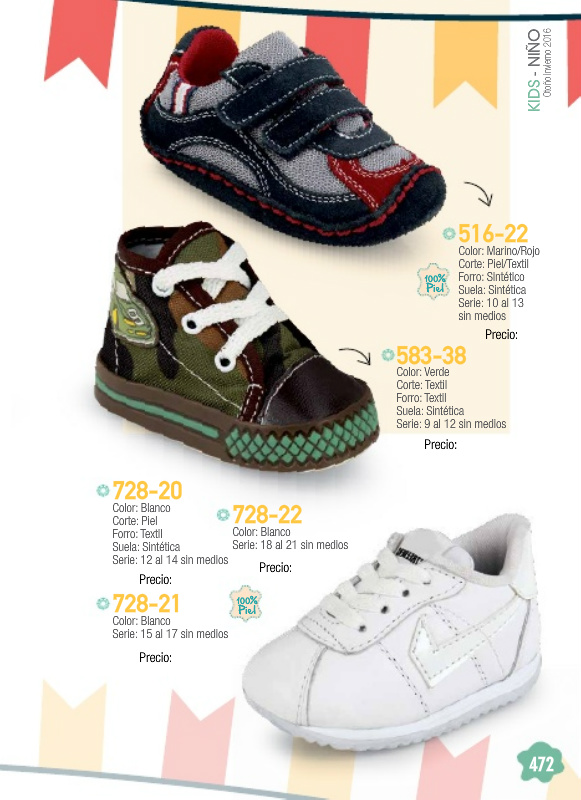 KIDS - NIÑO
Otoño Invierno 2016
516-22
Color: Marino/Rojo
Corte: Piel/Textil
Forro: Sintético
Suela: Sintética
Serie: 10 al 13
sin medios
Precio:
100%
Piel
583-38
Color: Verde
Corte: Textil
Forro: Textil
Suela: Sintética
Serie: 9 al 12 sin medios
Precio:
728-20
Color: Blanco
Corte: Piel
Forro: Textil
Suela: Sintética
Serie: 12 al 14 sin medios
Precio:
728-22
Color: Blanco
Serie: 18 al 21 sin medios
Precio:
728-21
Color: Blanco
Serie: 15 al 17 sin medios
Precio:
100%
Piel
472